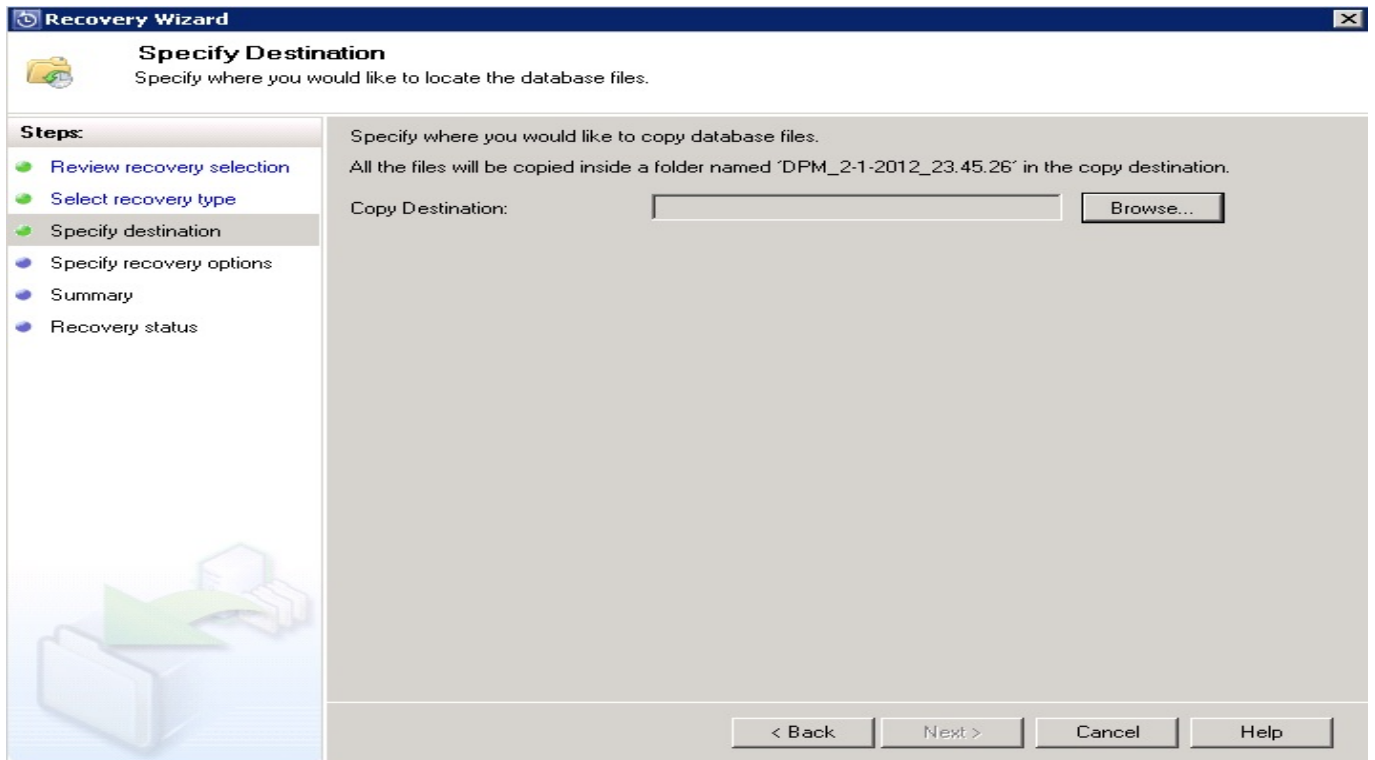 Recovery Wizard
Specify Destination
Specify where you would like to locate the database files.
Steps:
Review recovery selection
Select recovery type
Specify destination
Specify recovery options
Summary
Recovery status
Specify where you would like to copy database files.
All the files will be copied inside a folder named ´DPM_2-1-2012_23.45.26´ in the copy destination.
Copy Destination:
Browse...
< Back
Next >
Cancel
Help